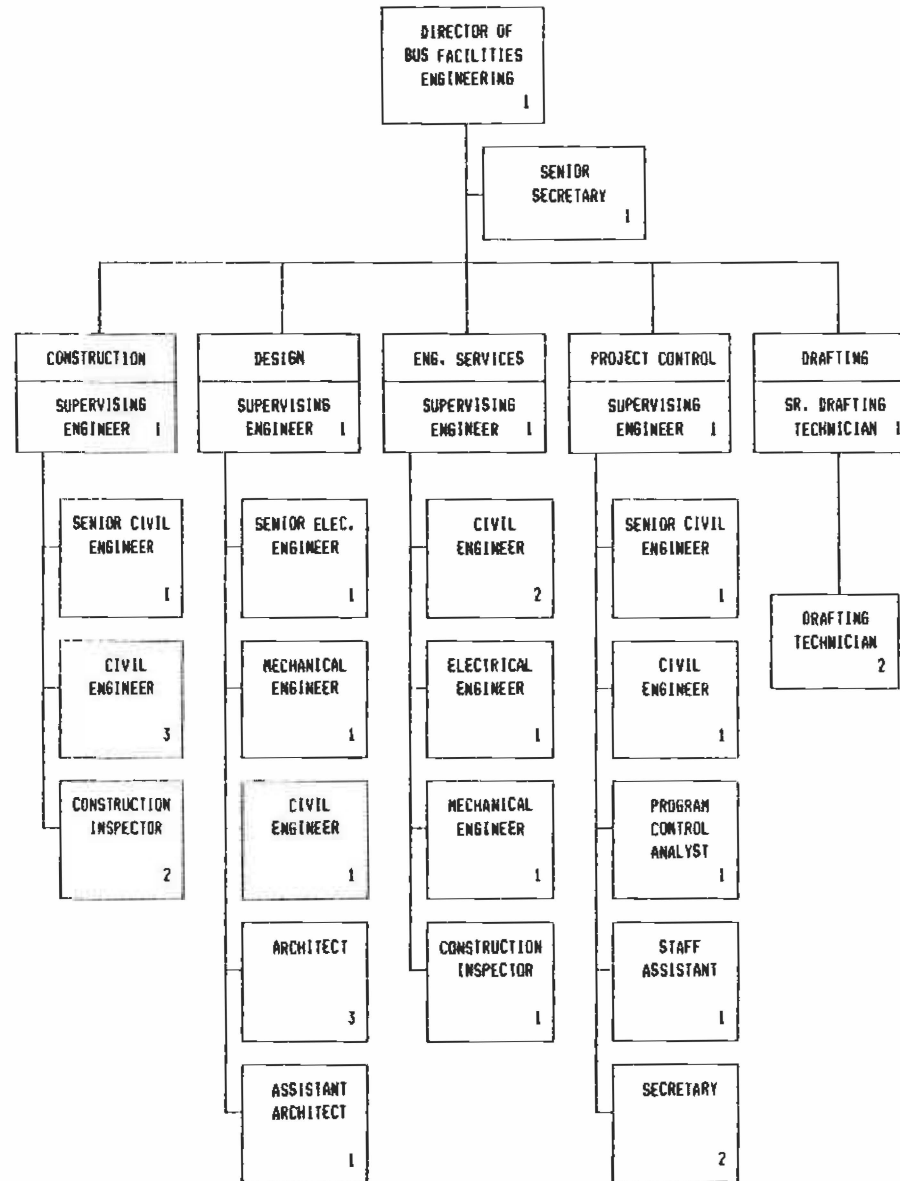 DIRECTOR OF
BUS FACILITIES
ENGINEERING
1
SENIOR
SECRETARY
1
CONSTRUCTION
SUPERVISING
ENGINEER 1
SENIOR CIVIL
ENGINEER
1
CIVIL
ENGINEER
3
CONSTRUCTION
INSPECTOR
2
DESIGN
SUPERVISING
ENGINEER 1
SENIOR ELEC.
ENGINEER
1
MECHANICAL
ENGINEER
1
CIVIL
ENGINEER
1
ARCHITECT
3
ASSISTANT
ARCHITECT
1
ENG. SERVICES
SUPERVISING
ENGINEER 1
CIVIL
ENGINEER
2
ELECTRICAL
ENGINEER
1
MECHANICAL
ENGINEER
1
CONSTRUCTION
INSPECTOR
1
PROJECT CONTROL
SUPERVISING
ENGINEER 1
SENIOR CIVIL
ENGINEER
1
CIVIL
ENGINEER
1
PROGRAM
CONTROL
ANALYST
1
STAFF
ASSISTANT
1
SECRETARY
2
DRAFTING
SR. DRAFTING
TECHNICIAN 1
DRAFTING
TECHNICIAN
2